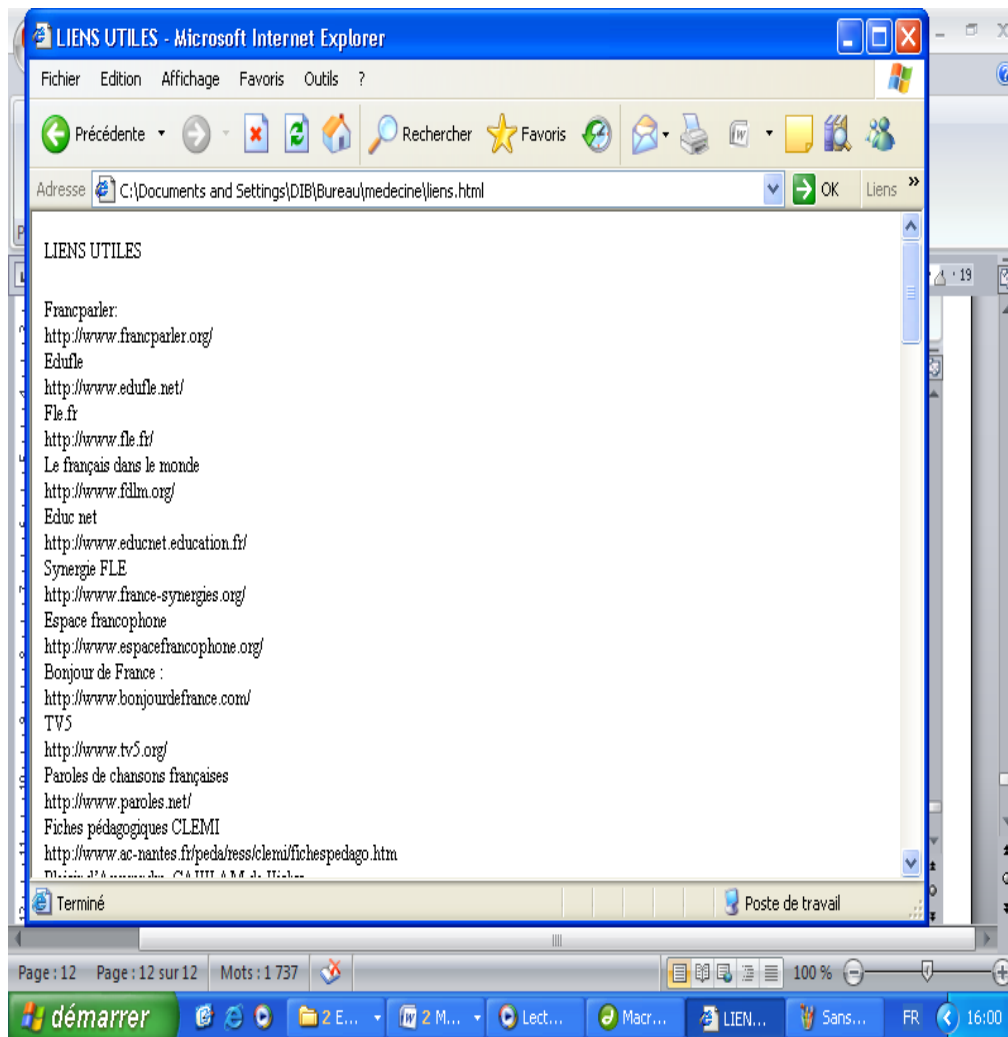 LIENS UTILES - Microsoft Internet Explorer
Fichier Edition Affichage Favoris Outils ?
Précédente Rechercher Favoris
Adresse C:\Documents and Settings\DIB\Bureau\medecine\liens.html OK Liens »
LIENS UTILES
Francparler:
http://www.francparler.org/
Edufle
http://www.edufle.net/
Fle.fr
http://www.fle.fr/
Le français dans le monde
http://www.fdlm.org/
Educ net
http://www.educnet.education.fr/
Synergie FLE
http://www.france-synergies.org/
Espace francophone
http://www.espacefrancophone.org/
Bonjour de France :
http://www.bonjourdefrance.com/
TV5
http://www.tv5.org/
Paroles de chansons françaises
http://www.paroles.net/
Fiches pédagogiques CLEMI
http://www.ac-nantes.fr/peda/ress/clemi/fichespedago.htm
Terminé Poste de travail
19
Page : 12 Page : 12 sur 12 Mots : 1 737 100 %
démarrer 2 E... 2 M... Lect... Macr... LIEN... Sans... FR 16:00